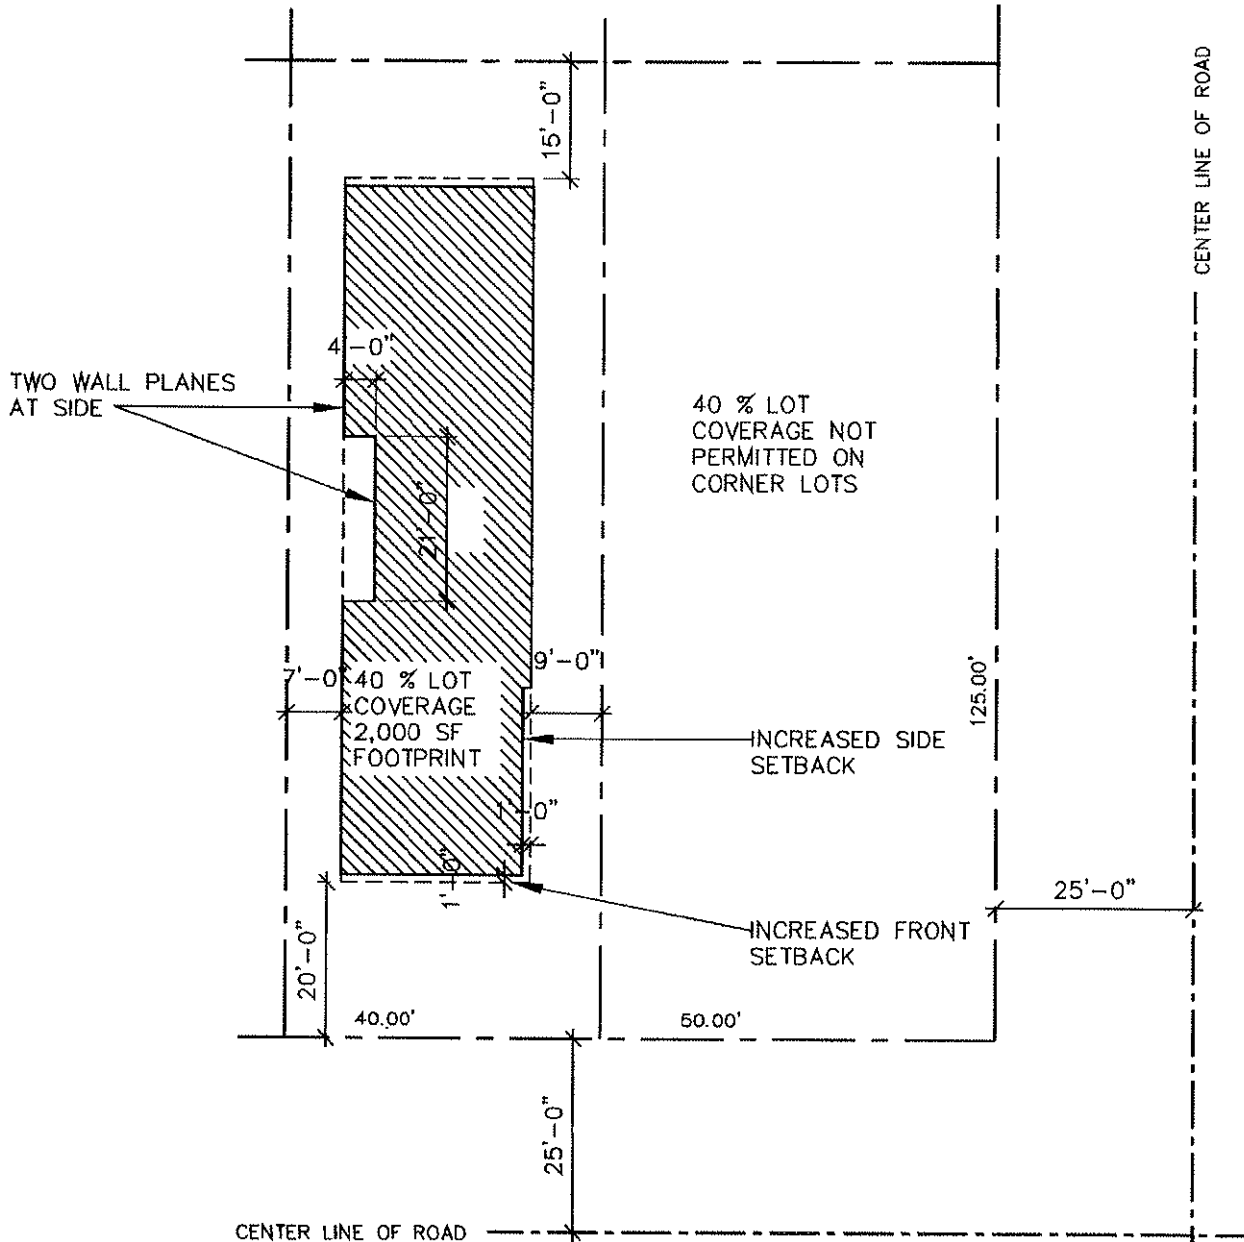 CENTER LINE OF ROAD
15'-0"
4'-0"
TWO WALL PLANES
AT SIDE
40 % LOT
COVERAGE NOT
PERMITTED ON
CORNER LOTS
21'-0"
7'-0"
9'-0"
40 % LOT
COVERAGE
2,000 SF
FOOTPRINT
125.00'
INCREASED SIDE
SETBACK
1'-0"
1'-0"
25'-0"
INCREASED FRONT
SETBACK
20'-0"
40.00'
50.00'
25'-0"
CENTER LINE OF ROAD